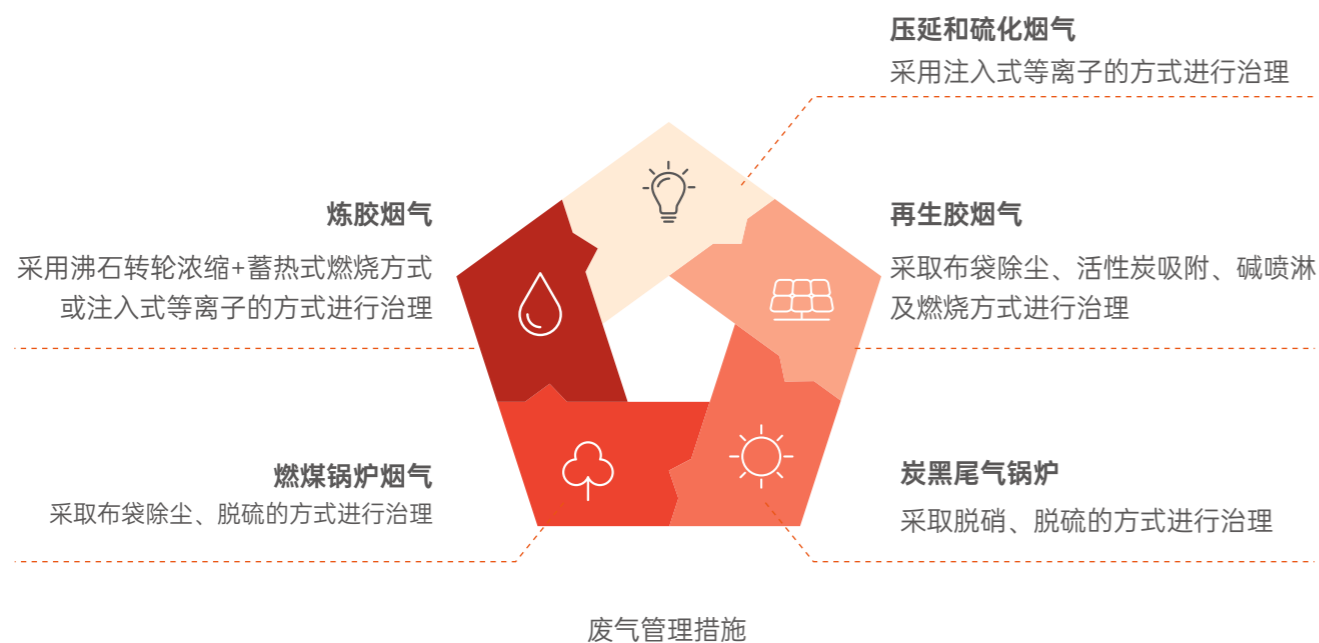 压延和硫化烟气
采用注入式等离子的方式进行治理
炼胶烟气
采用沸石转轮浓缩+蓄热式燃烧方式
或注入式等离子的方式进行治理
再生胶烟气
采取布袋除尘、活性炭吸附、碱喷淋
及燃烧方式进行治理
燃煤锅炉烟气
采取布袋除尘、脱硫的方式进行治理
炭黑尾气锅炉
采取脱硝、脱硫的方式进行治理
废气管理措施